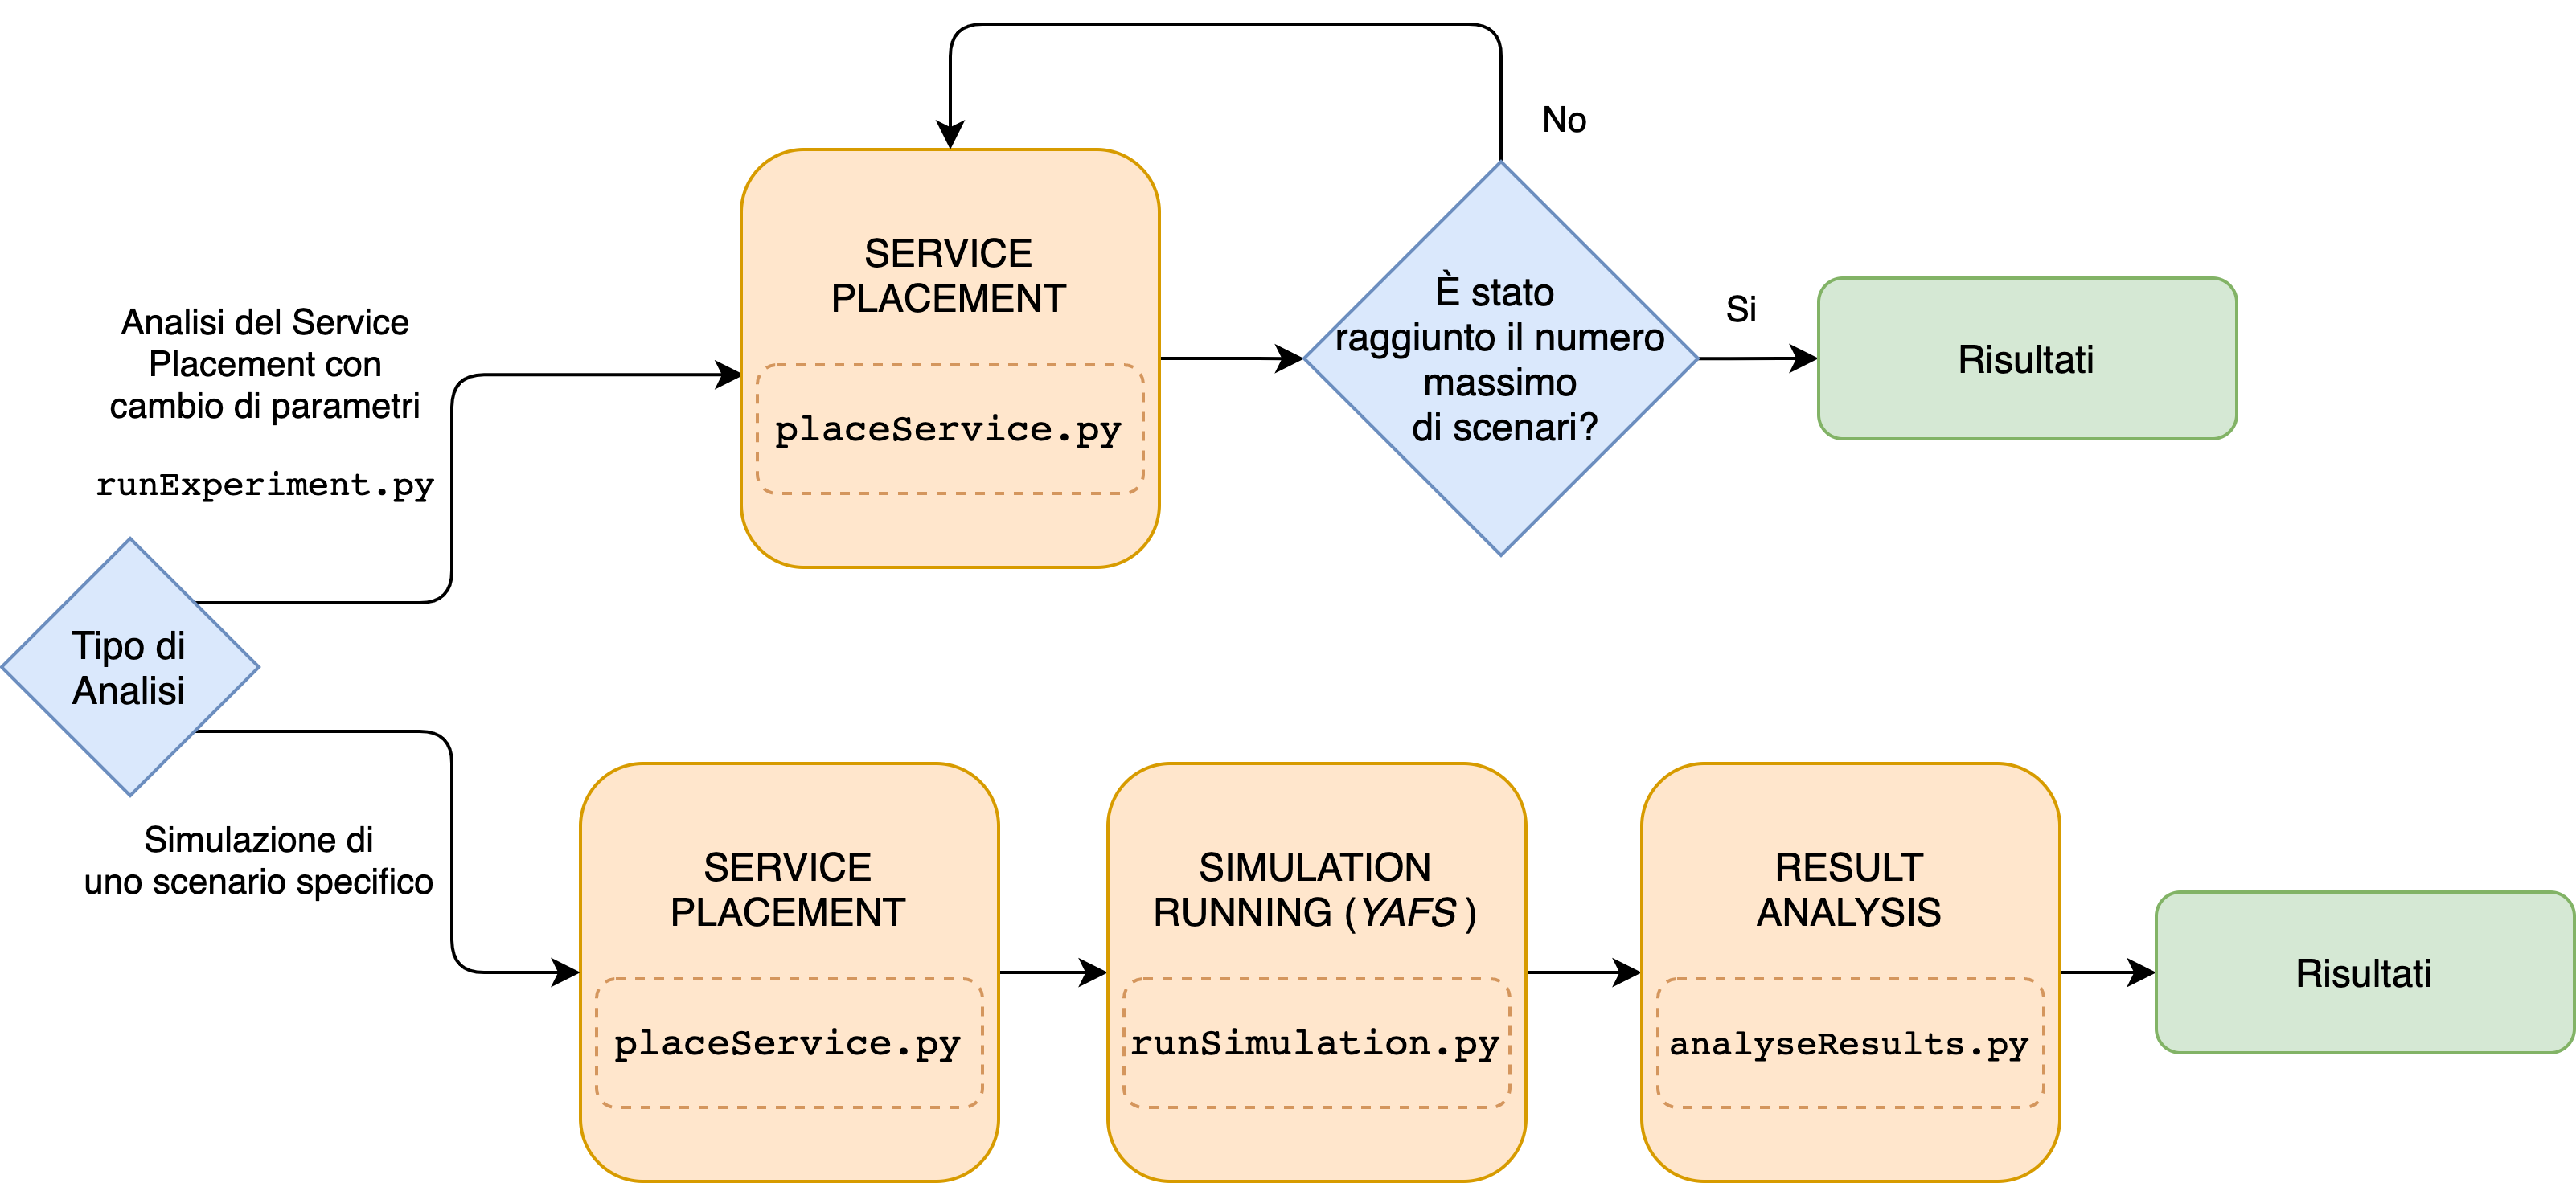 No
SERVICE
PLACEMENT
placeService.py
È stato
raggiunto il numero
massimo
di scenari?
Si
Risultati
Analisi del Service
Placement con
cambio di parametri
runExperiment.py
Tipo di
Analisi
Simulazione di
uno scenario specifico
SERVICE
PLACEMENT
placeService.py
SIMULATION
RUNNING (YAFS )
runSimulation.py
RESULT
ANALYSIS
analyseResults.py
Risultati